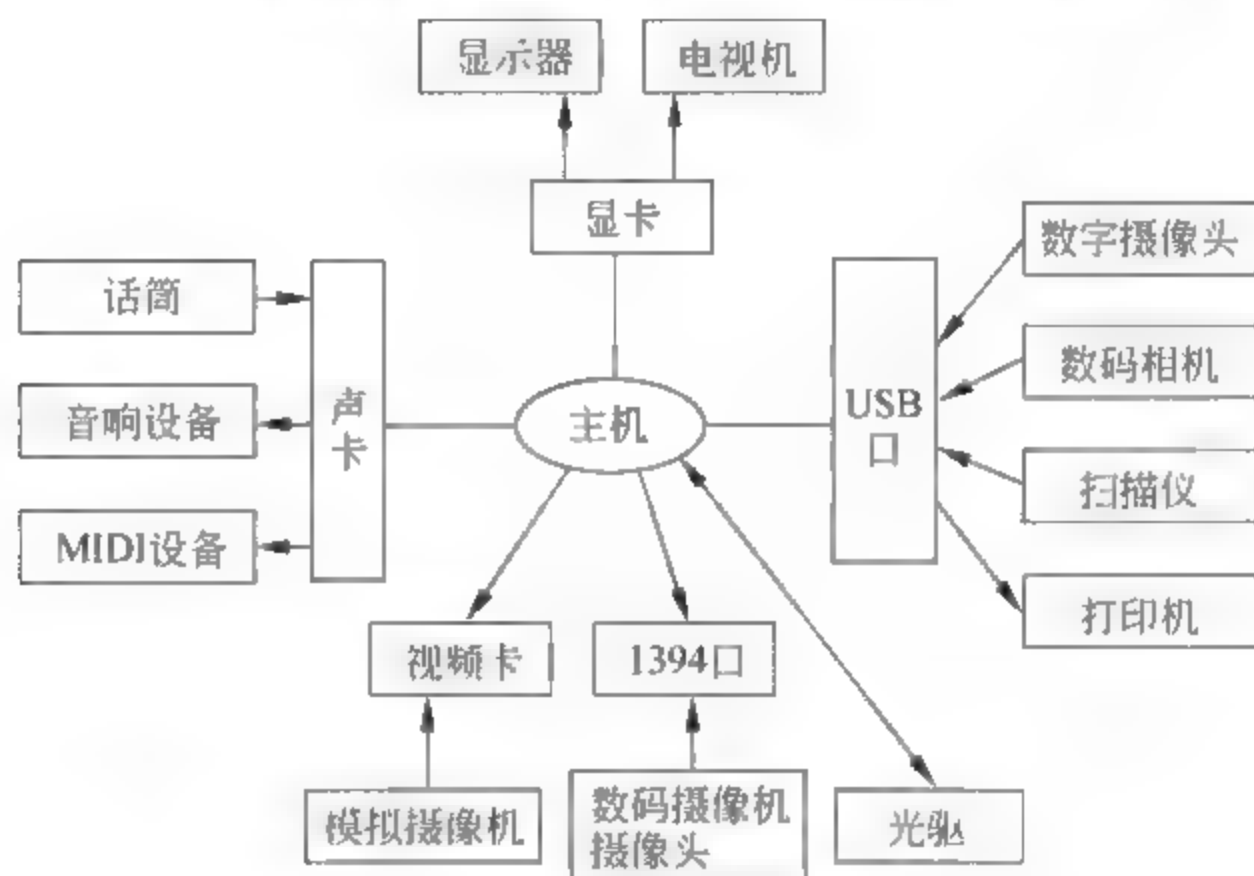 显示器
电视机
显卡
数字摄像头
话筒
声
卡
数码相机
音响设备
主机
USB
口
扫描仪
MIDI设备
打印机
视频卡
1394口
模拟摄像机
数码摄像机
摄像头
光驱